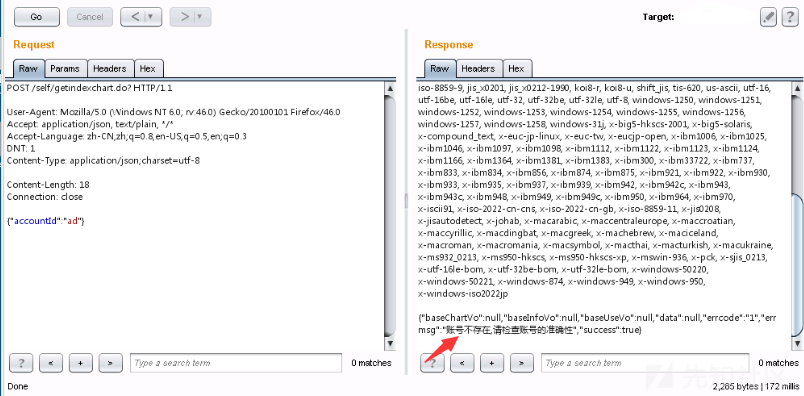 Go
Cancel
<
>
Target:
?
Request
Raw Params Headers Hex
POST /self/getindexchart.do? HTTP/1.1
User-Agent: Mozilla/5.0 (Windows NT 6.0; rv:46.0) Gecko/20100101 Firefox/46.0
Accept: application/json, text/plain, */*
Accept-Language: zh-CN,zh;q=0.8,en-US;q=0.5,en;q=0.3
DNT: 1
Content-Type: application/json;charset=utf-8
Content-Length: 18
Connection: close
{"accountId":"ad"}
? < + > Type a search term 0 matches
Response
Raw Headers Hex
iso-8859-9, jis_x0201, jis_x0212-1990, koi8-r, koi8-u, shift_jis, tis-620, us-ascii, utf-16,
utf-16be, utf-16le, utf-32, utf-32be, utf-32le, utf-8, windows-1250, windows-1251,
windows-1252, windows-1253, windows-1254, windows-1255, windows-1256,
windows-1257, windows-1258, windows-31j, x-big5-hkscs-2001, x-big5-solaris,
x-compound_text, x-euc-jp-linux, x-euc-tw, x-eucjp-open, x-ibm1006, x-ibm1025,
x-ibm1046, x-ibm1097, x-ibm1098, x-ibm1112, x-ibm1122, x-ibm1123, x-ibm1124,
x-ibm1166, x-ibm1364, x-ibm1381, x-ibm1383, x-ibm300, x-ibm33722, x-ibm737,
x-ibm833, x-ibm834, x-ibm856, x-ibm874, x-ibm875, x-ibm921, x-ibm922, x-ibm930,
x-ibm933, x-ibm935, x-ibm937, x-ibm939, x-ibm942, x-ibm942c, x-ibm943,
x-ibm943c, x-ibm948, x-ibm949, x-ibm949c, x-ibm950, x-ibm964, x-ibm970,
x-iscii91, x-iso-2022-cn-cns, x-iso-2022-cn-gb, x-iso-8859-11, x-jis0208,
x-jisautodetect, x-johab, x-macarabic, x-maccentraleurope, x-maccroatian,
x-maccyrillic, x-macdingbat, x-macgreek, x-machebrew, x-maciceland,
x-macroman, x-macromania, x-macsymbol, x-macthai, x-macturkish, x-macukraine,
x-ms932_0213, x-ms950-hkscs, x-ms950-hkscs-xp, x-mswin-936, x-pck, x-sjis_0213,
x-utf-16le-bom, x-utf-32be-bom, x-utf-32le-bom, x-windows-50220,
x-windows-50221, x-windows-874, x-windows-949, x-windows-950,
x-windows-iso2022jp
{"baseChartVo":null,"baseInfoVo":null,"baseUseVo":null,"data":null,"errcode":"1","err
msg":"账号不存在,请检查账号的准确性","success":true}
? < + > Type a search term 0 matches
Done
2,265 bytes | 172 millis